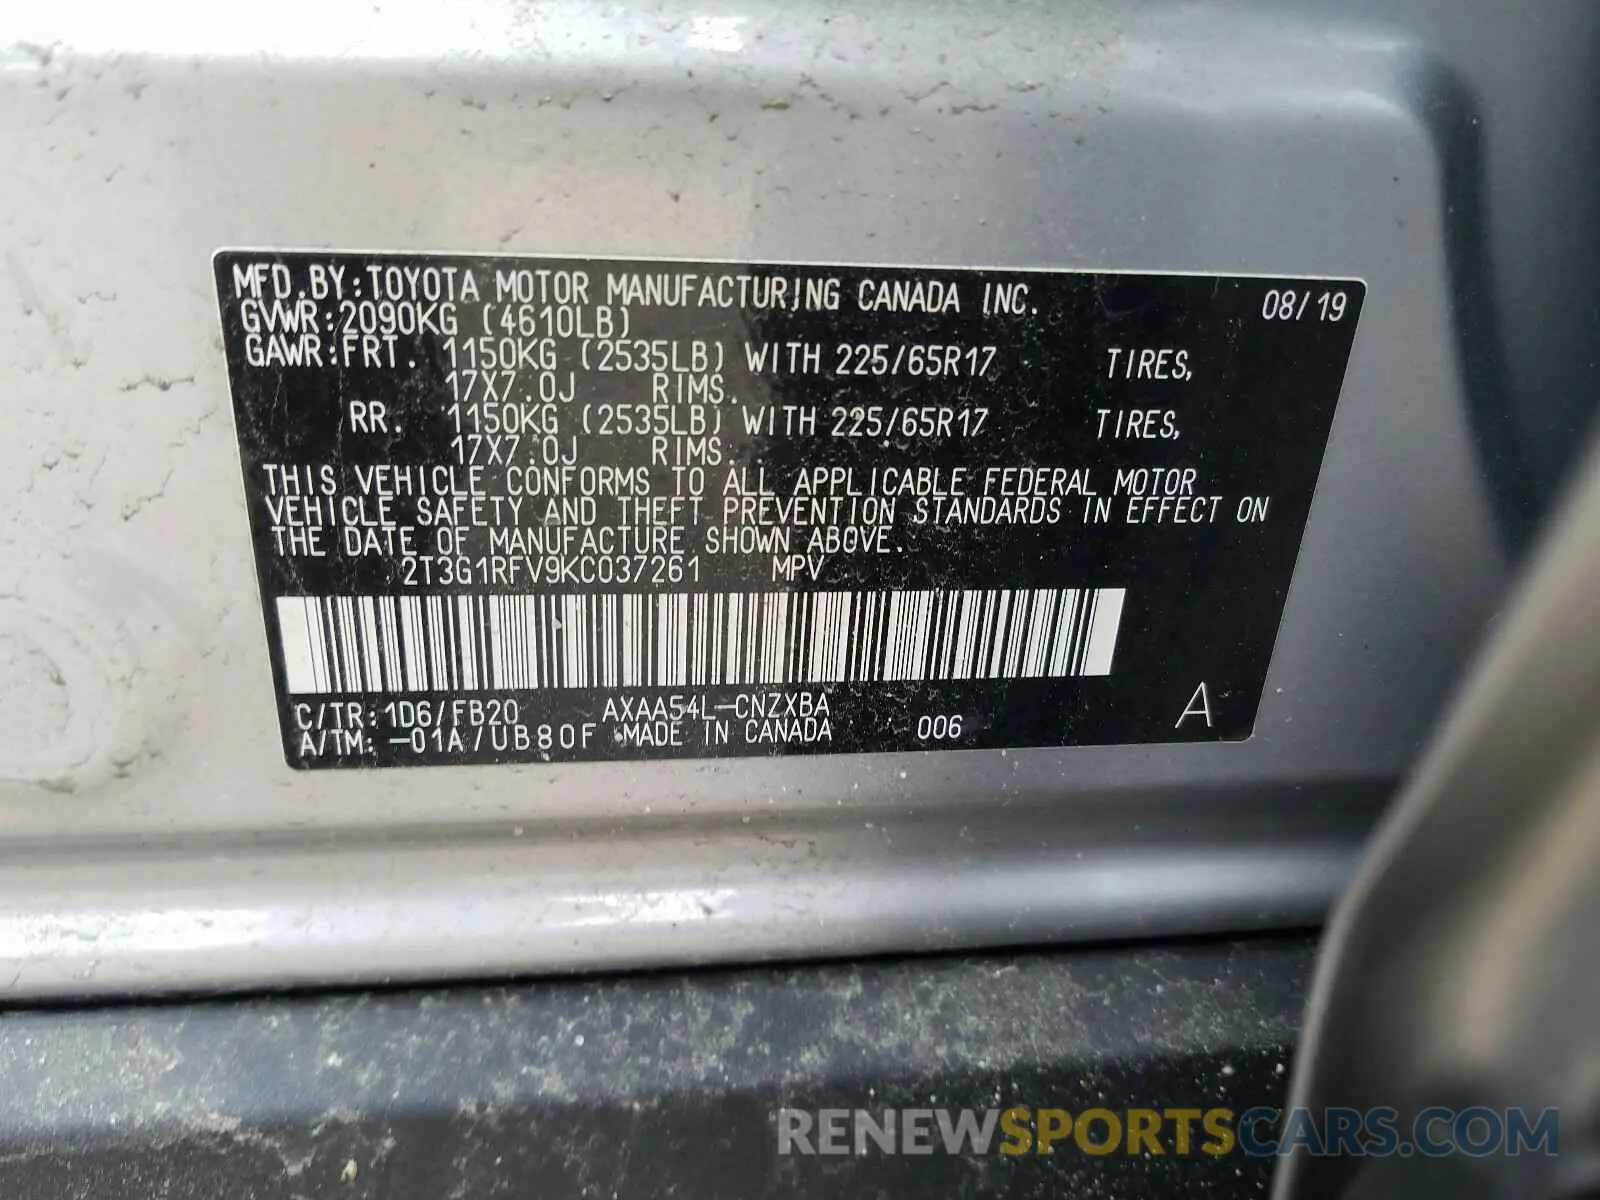 MFD.BY:TOYOTA MOTOR MANUFACTURING CANADA INC. 08/19
GVWR:2090KG (4610LB)
GAWR:FRT. 1150KG (2535LB) WITH 225/65R17 TIRES,
17X7.0J RIMS.
RR. 1150KG (2535LB) WITH 225/65R17 TIRES,
17X7.0J RIMS.
THIS VEHICLE CONFORMS TO ALL APPLICABLE FEDERAL MOTOR
VEHICLE SAFETY AND THEFT PREVENTION STANDARDS IN EFFECT ON
THE DATE OF MANUFACTURE SHOWN ABOVE.
2T3G1RFV9KC037261 MPV
C/TR:1D6/FB20 AXAA54L-CNZXBA
A/TM:-01A/UB80F MADE IN CANADA 006 A
RENEWSPORTSCARS.COM